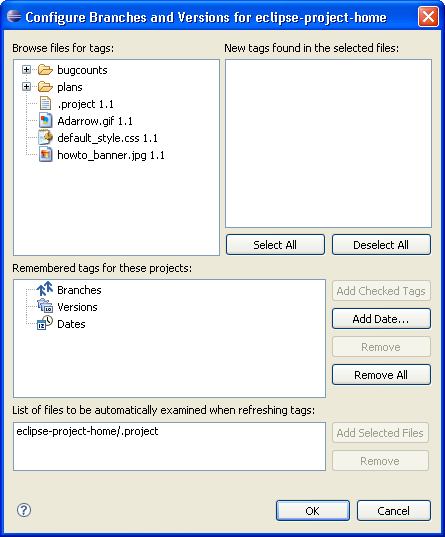 Configure Branches and Versions for eclipse-project-home
Browse files for tags:
New tags found in the selected files:
bugcounts
plans
.project 1.1
Adarrow.gif 1.1
default_style.css 1.1
howto_banner.jpg 1.1
Select All
Deselect All
Remembered tags for these projects:
Branches
Versions
Dates
Add Checked Tags
Add Date...
Remove
Remove All
List of files to be automatically examined when refreshing tags:
eclipse-project-home/.project
Add Selected Files
Remove
?
OK
Cancel